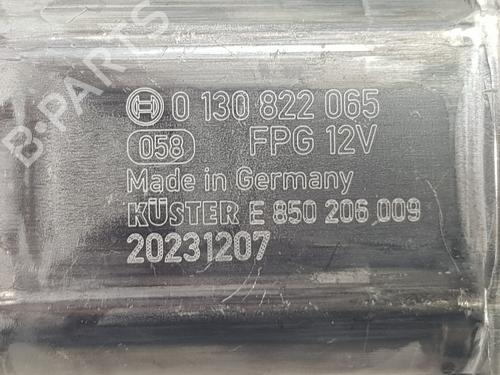 0 130 822 065
058 FPG 12V
Made in Germany
KÜSTER E 850 206 009
20231207
B-PARTS